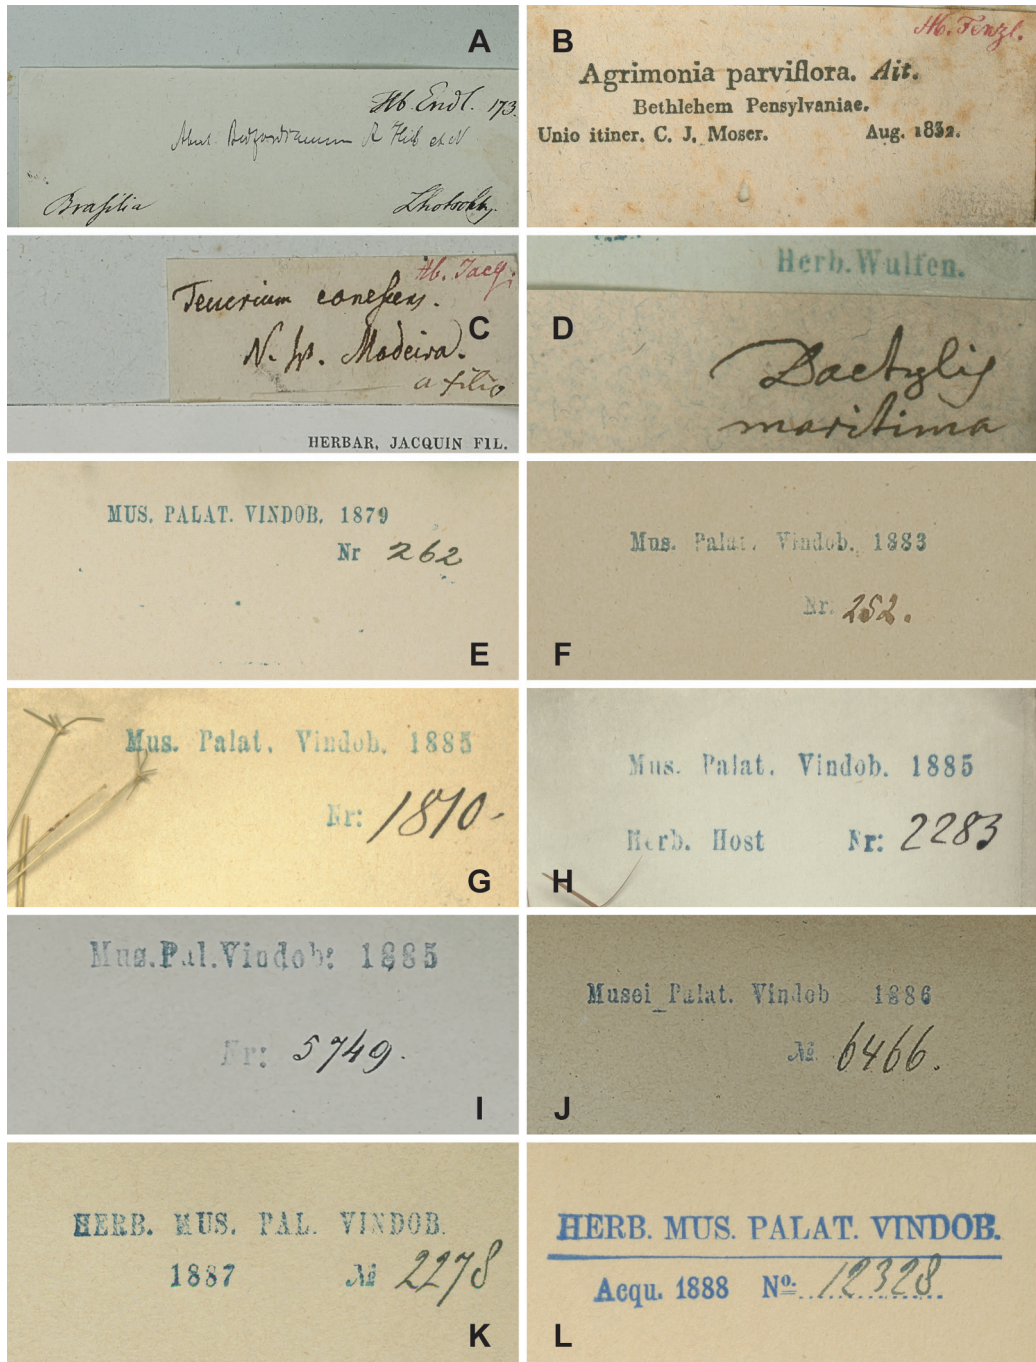 A
Hb. Endl. 173.
Brasilia
Lhotsky.
B
Hb. Fenzl.
Agrimonia parviflora. Ait.
Bethlehem Pensylvaniae.
Unio itiner. C. J. Moser. Aug. 1832.
C
Hb. Jacq.
Teucrium
N. sp. Madeira.
a filio
HERBAR. JACQUIN FIL.
D
Herb. Wulfen.
Dactylis
maritima
MUS. PALAT. VINDOB. 1879
Nr 262
E
Mus. Palat. Vindob. 1883
Nr. 252.
F
Mus. Palat. Vindob. 1885
Nr: 1810.
G
Mus. Palat. Vindob. 1885
Herb. Host Nr: 2283
H
Mus. Pal. Vindob: 1885
Nr: 5749.
I
Musei Palat. Vindob 1886
№ 6466.
J
HERB. MUS. PAL. VINDOB.
1887 № 2278
K
HERB. MUS. PALAT. VINDOB.
Acqu. 1888 No. 12328
L